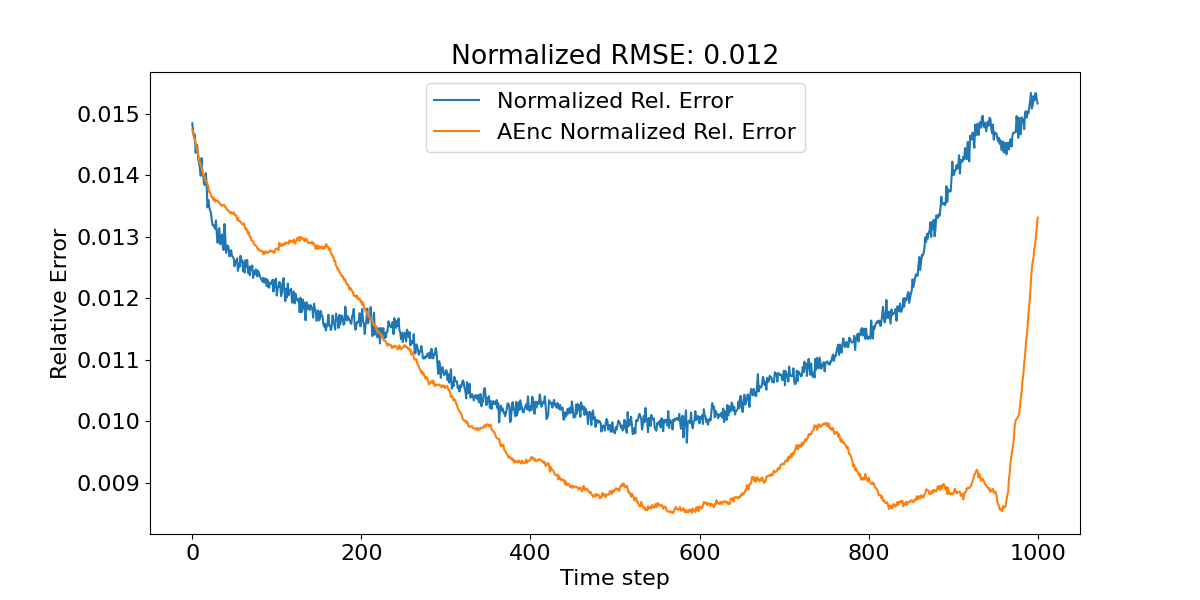 Normalized RMSE: 0.012
Normalized Rel. Error
AEnc Normalized Rel. Error
Relative Error
0.015
0.014
0.013
0.012
0.011
0.010
0.009
0 200 400 600 800 1000
Time step